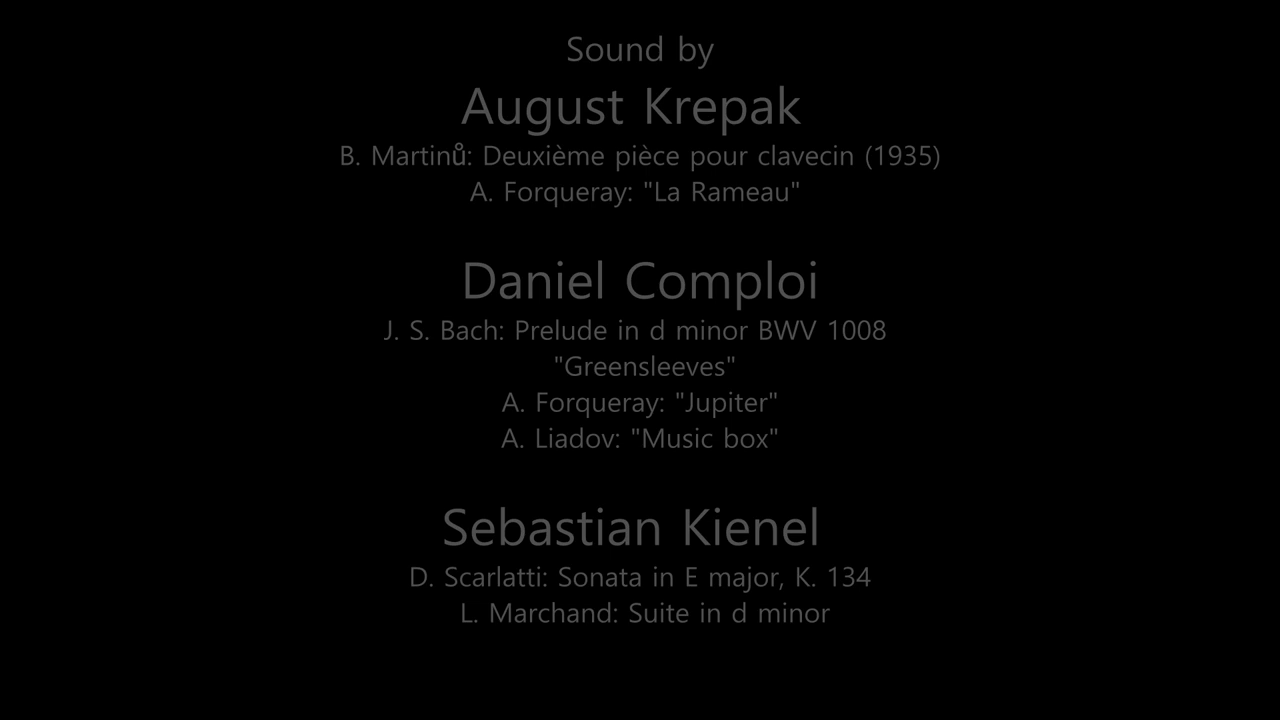 Sound by
August Krepak
B. Martinů: Deuxième pièce pour clavecin (1935)
A. Forqueray: "La Rameau"
Daniel Comploi
J. S. Bach: Prelude in d minor BWV 1008
"Greensleeves"
A. Forqueray: "Jupiter"
A. Liadov: "Music box"
Sebastian Kienel
D. Scarlatti: Sonata in E major, K. 134
L. Marchand: Suite in d minor